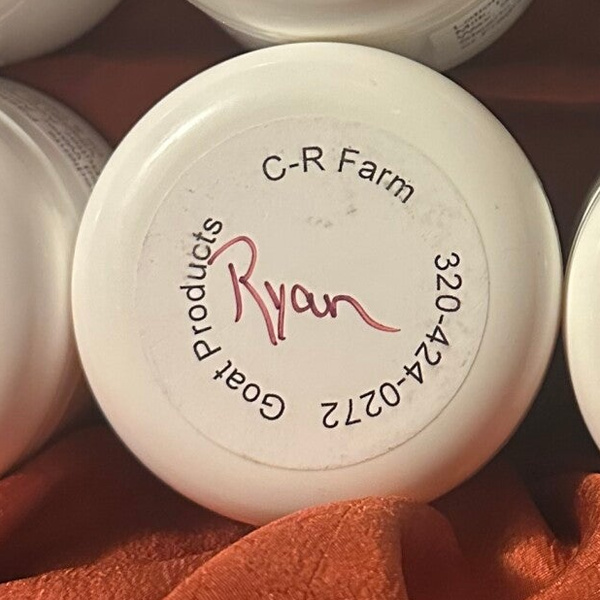 C-R Farm
320-424-0272
Goat Products
Ryan